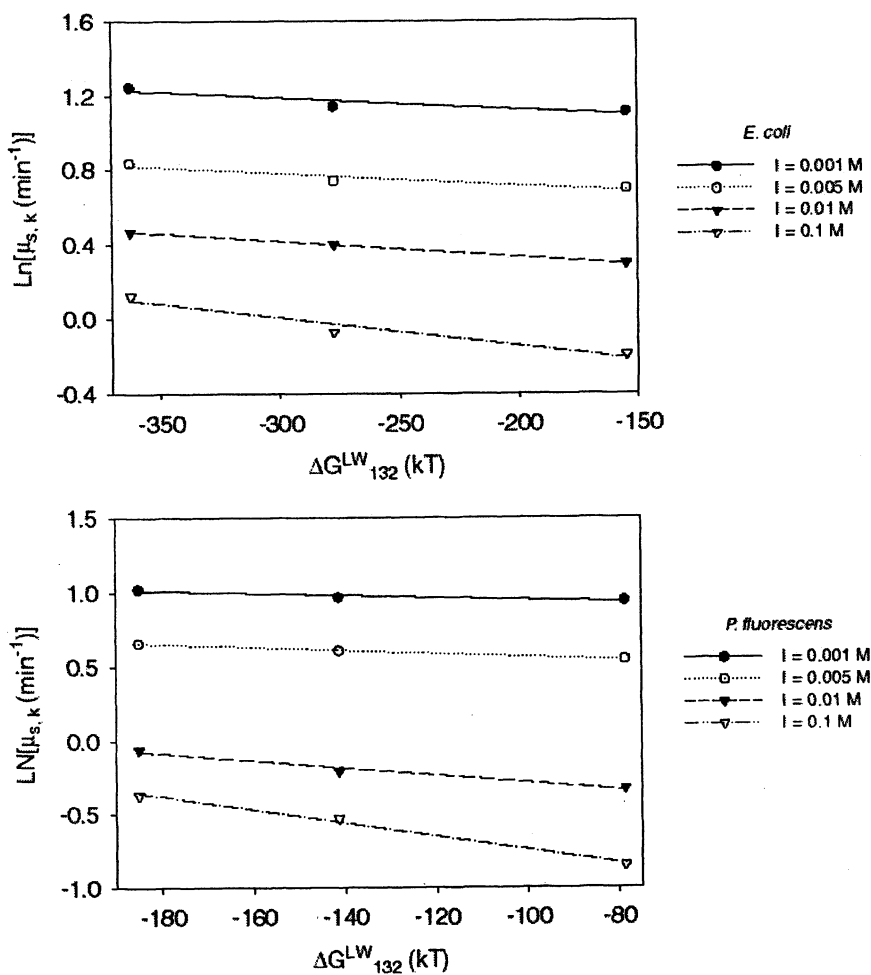 1.6
1.2
0.8
0.4
0.0
-0.4
Ln[μs, k (min-1)]
-350
-300
-250
-200
-150
ΔGLW132 (kT)
E. coli
I = 0.001 M
I = 0.005 M
I = 0.01 M
I = 0.1 M
1.5
1.0
0.5
0.0
-0.5
-1.0
LN[μs, k (min-1)]
-180
-160
-140
-120
-100
-80
ΔGLW132 (kT)
P. fluorescens
I = 0.001 M
I = 0.005 M
I = 0.01 M
I = 0.1 M